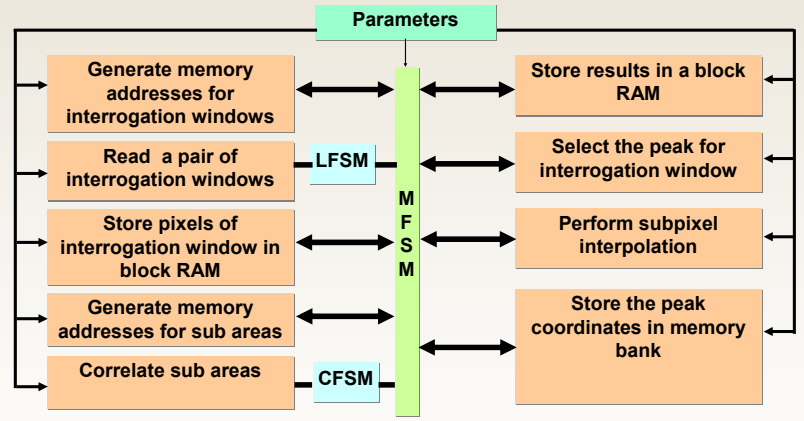 Parameters
Generate memory
addresses for
interrogation windows
Read a pair of
interrogation windows
LFSM
Store pixels of
interrogation window in
block RAM
Generate memory
addresses for sub areas
Correlate sub areas
CFSM
M
F
S
M
Store results in a block
RAM
Select the peak for
interrogation window
Perform subpixel
interpolation
Store the peak
coordinates in memory
bank